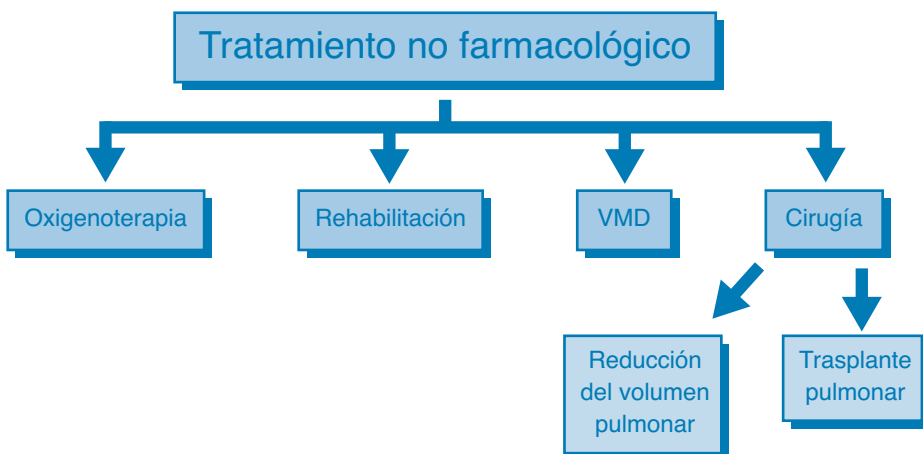 Tratamiento no farmacológico
Oxigenoterapia
Rehabilitación
VMD
Cirugía
Reducción
del volumen
pulmonar
Trasplante
pulmonar